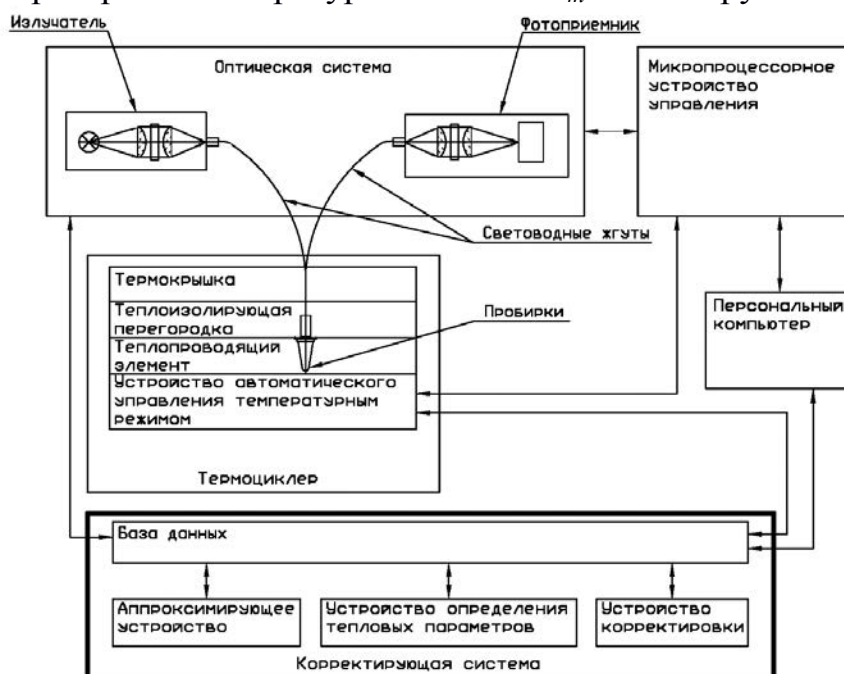 Излучатель
Фотоприемник
Оптическая система
Микропроцессорное
устройство
управления
Световодные жгуты
Термокрышка
Теплоизолирующая
перегородка
Пробирки
Теплопроводящий
элемент
Персональный
компьютер
Устройство автоматического
управления температурным
режимом
Термоциклер
База данных
Аппроксимирующее
устройство
Устройство определения
тепловых параметров
Устройство
корректировки
Корректирующая система